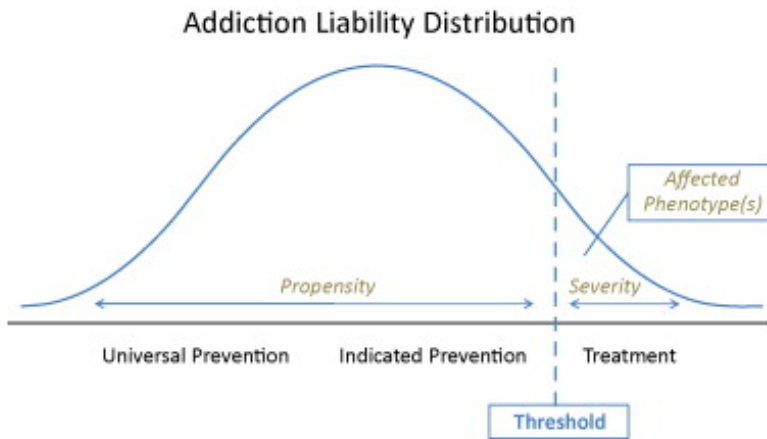 Addiction Liability Distribution
Affected
Phenotype(s)
Propensity
Severity
Universal Prevention
Indicated Prevention
Treatment
Threshold